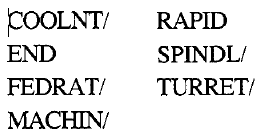 COOLNT/ RAPID
END SPINDL/
FEDRAT/ TURRET/
MACHIN/